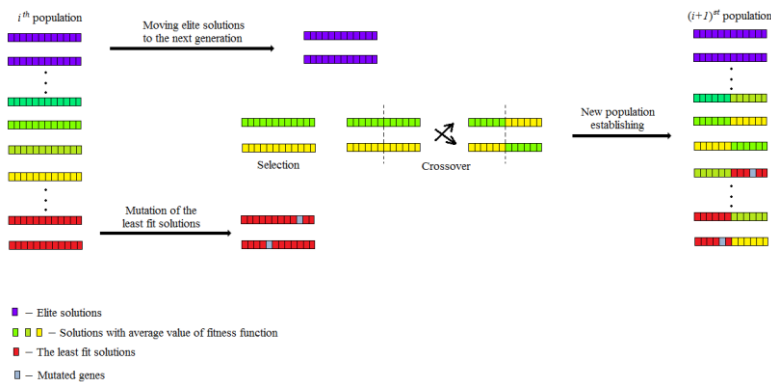 i th population
Moving elite solutions
to the next generation
(i+1)st population
Selection
Crossover
New population
establishing
Mutation of the
least fit solutions
– Elite solutions
– Solutions with average value of fitness function
– The least fit solutions
– Mutated genes